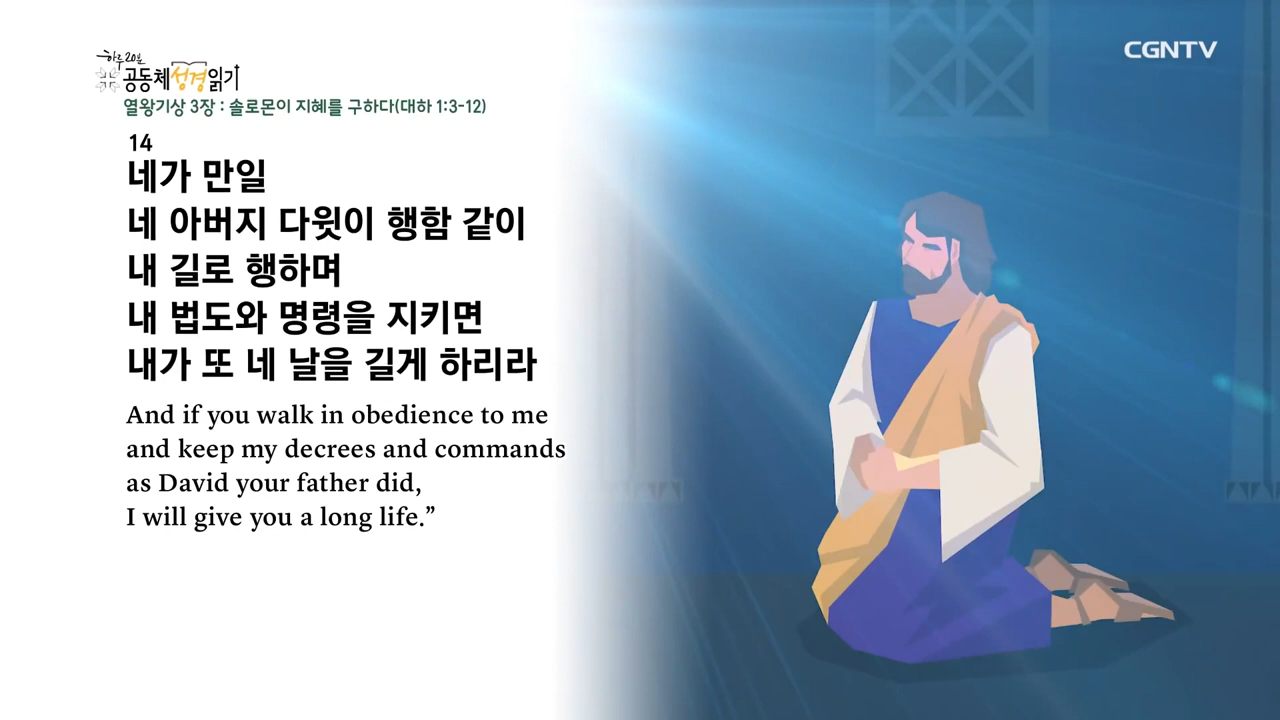 하루 20분
공동체성경읽기
CGNTV
열왕기상 3장 : 솔로몬이 지혜를 구하다(대하 1:3-12)
14
네가 만일
네 아버지 다윗이 행함 같이
내 길로 행하며
내 법도와 명령을 지키면
내가 또 네 날을 길게 하리라
And if you walk in obedience to me
and keep my decrees and commands
as David your father did,
I will give you a long life.”